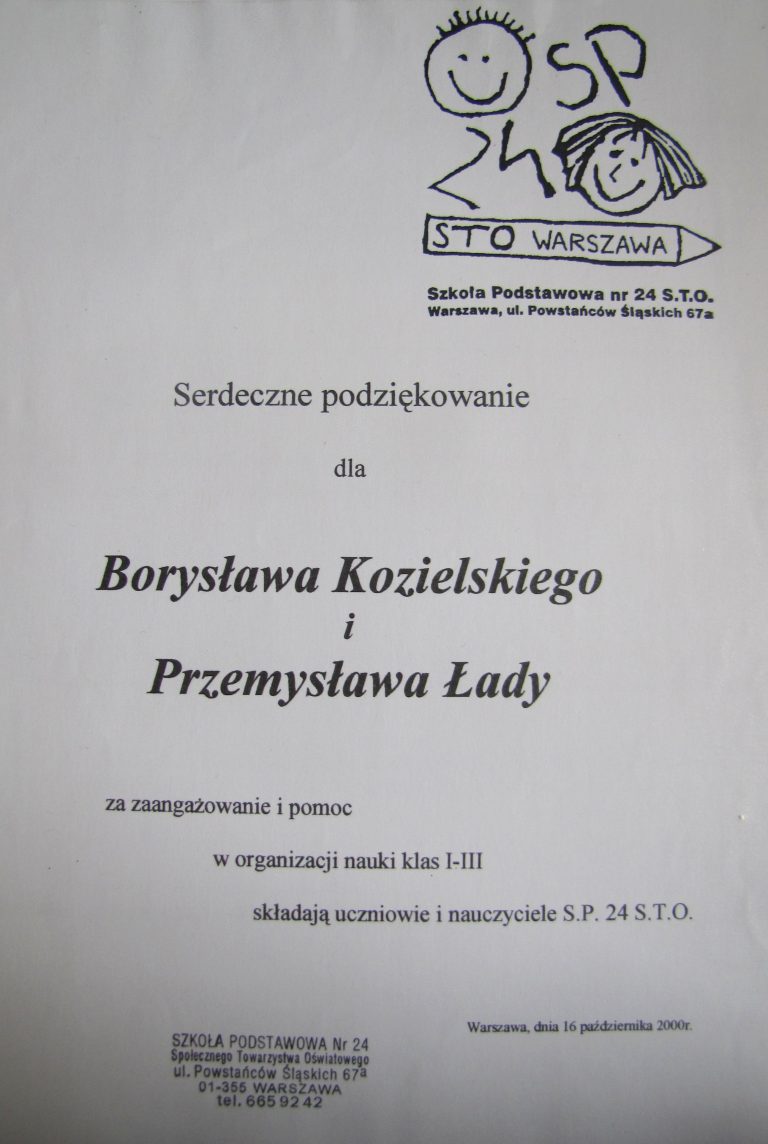 SP
24
STO WARSZAWA
Szkoła Podstawowa nr 24 S.T.O.
Warszawa, ul. Powstańców Śląskich 67a
Serdeczne podziękowanie
dla
Borysława Kozielskiego
i
Przemysława Łady
za zaangażowanie i pomoc
w organizacji nauki klas I-III
składają uczniowie i nauczyciele S.P. 24 S.T.O.
Warszawa, dnia 16 października 2000r.
SZKOŁA PODSTAWOWA Nr 24
Społecznego Towarzystwa Oświatowego
ul. Powstańców Śląskich 67a
01-355 WARSZAWA
tel. 665 92 42